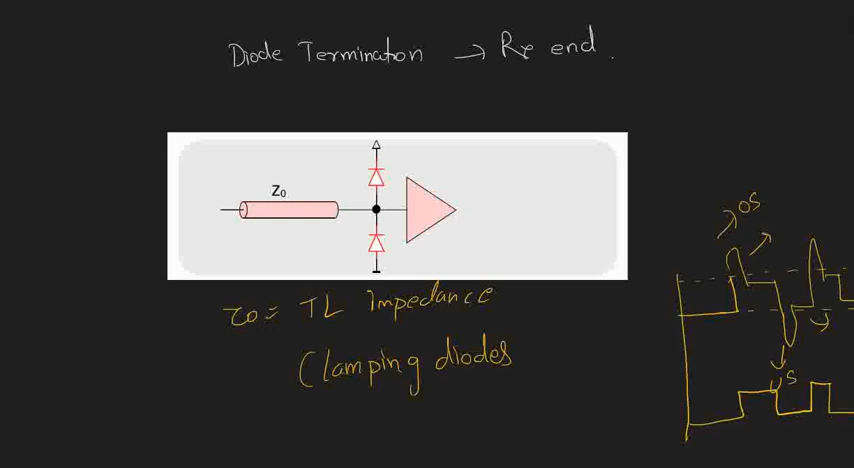 Diode Termination → Rx end.
Z0
OS
Z0 = TL impedance
Clamping diodes
US